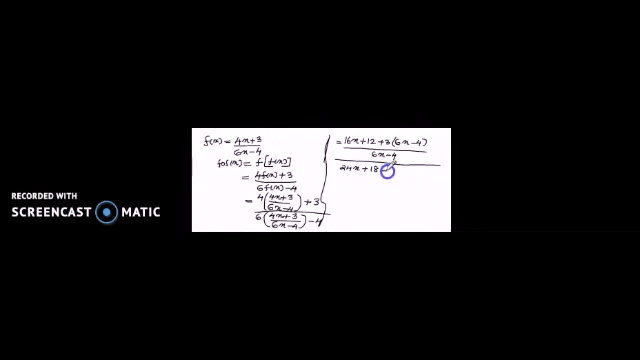 f(x) = 4x+3 / 6x-4
fof(x) = f[f(x)]
= 4f(x)+3 / 6f(x)-4
= 4(4x+3 / 6x-4) + 3 / 6(4x+3 / 6x-4) - 4
= 16x+12+3(6x-4) / 6x-4
24x+18-
RECORDED WITH
SCREENCAST MATIC